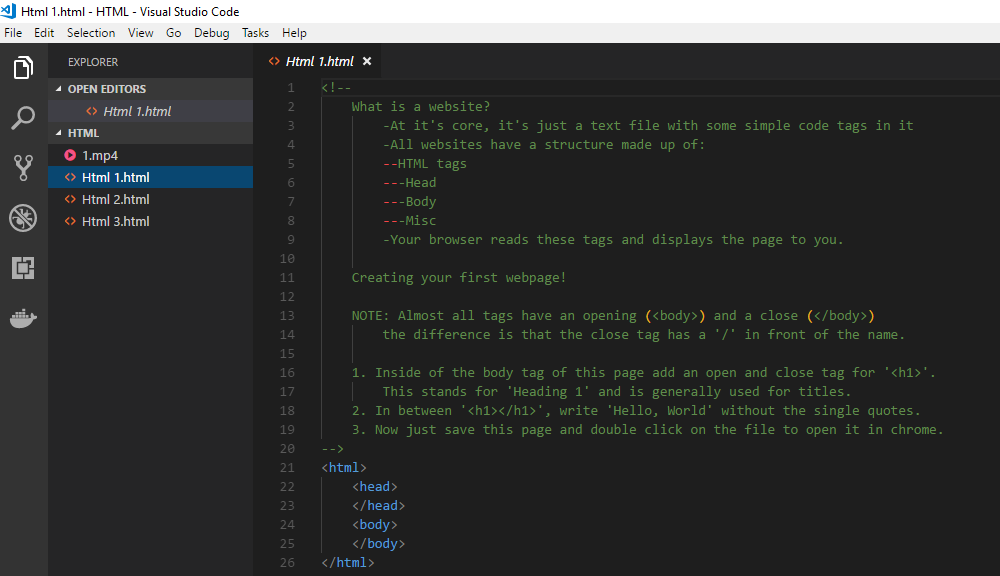 Html 1.html - HTML - Visual Studio Code
File Edit Selection View Go Debug Tasks Help
EXPLORER
OPEN EDITORS
<> Html 1.html
HTML
1.mp4
<> Html 1.html
<> Html 2.html
<> Html 3.html
<> Html 1.html ×
1 <!--
2     What is a website?
3         -At it's core, it's just a text file with some simple code tags in it
4         -All websites have a structure made up of:
5         --HTML tags
6         ---Head
7         ---Body
8         ---Misc
9         -Your browser reads these tags and displays the page to you.
10
11     Creating your first webpage!
12
13     NOTE: Almost all tags have an opening (<body>) and a close (</body>)
14         the difference is that the close tag has a '/' in front of the name.
15
16     1. Inside of the body tag of this page add an open and close tag for '<h1>'.
17         This stands for 'Heading 1' and is generally used for titles.
18     2. In between '<h1></h1>', write 'Hello, World' without the single quotes.
19     3. Now just save this page and double click on the file to open it in chrome.
20 -->
21 <html>
22     <head>
23     </head>
24     <body>
25     </body>
26 </html>